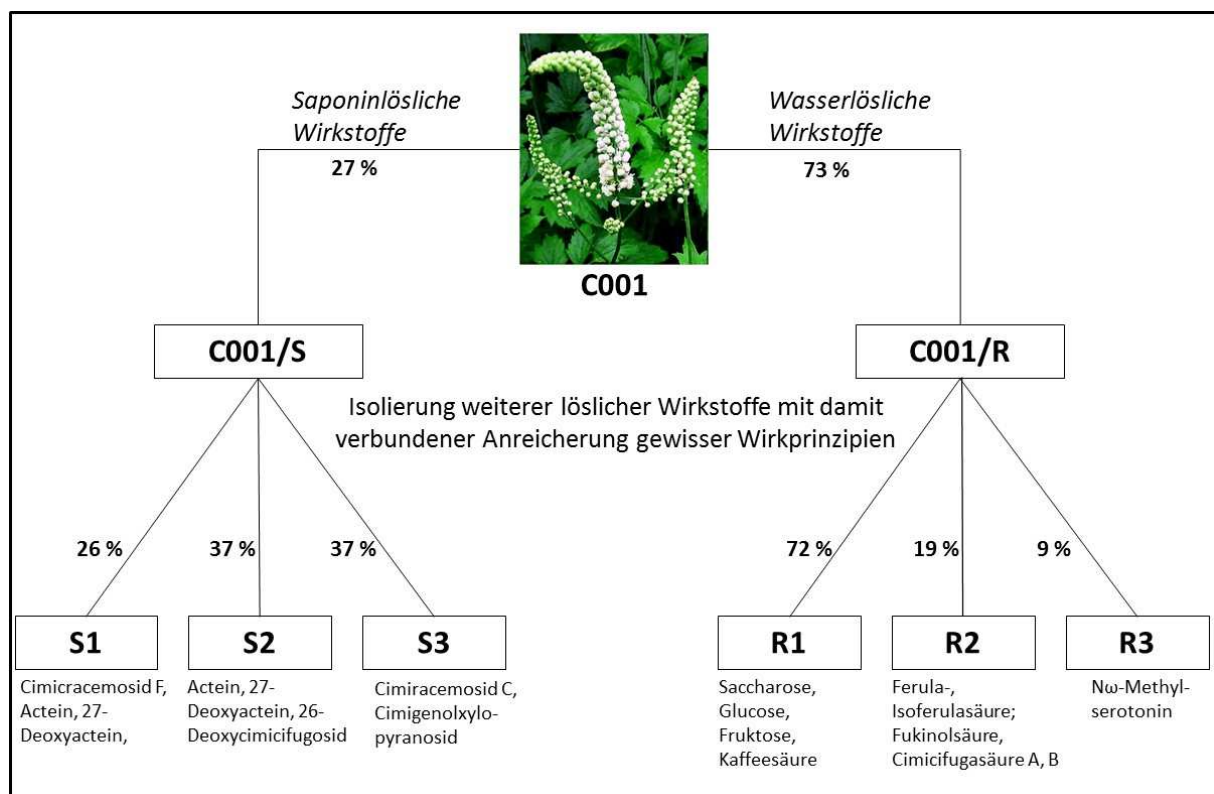 Saponinlösliche
Wirkstoffe
27 %
Wasserlösliche
Wirkstoffe
73 %
C001
C001/S
C001/R
Isolierung weiterer löslicher Wirkstoffe mit damit
verbundener Anreicherung gewisser Wirkprinzipien
26 %
37 %
37 %
72 %
19 %
9 %
S1
S2
S3
R1
R2
R3
Cimicracemosid F,
Actein, 27-
Deoxyactein,
Actein, 27-
Deoxyactein, 26-
Deoxycimicifugosid
Cimiracemosid C,
Cimigenolxylo-
pyranosid
Saccharose,
Glucose,
Fruktose,
Kaffeesäure
Ferula-,
Isoferulasäure;
Fukinolsäure,
Cimicifugasäure A, B
Nω-Methyl-
serotonin